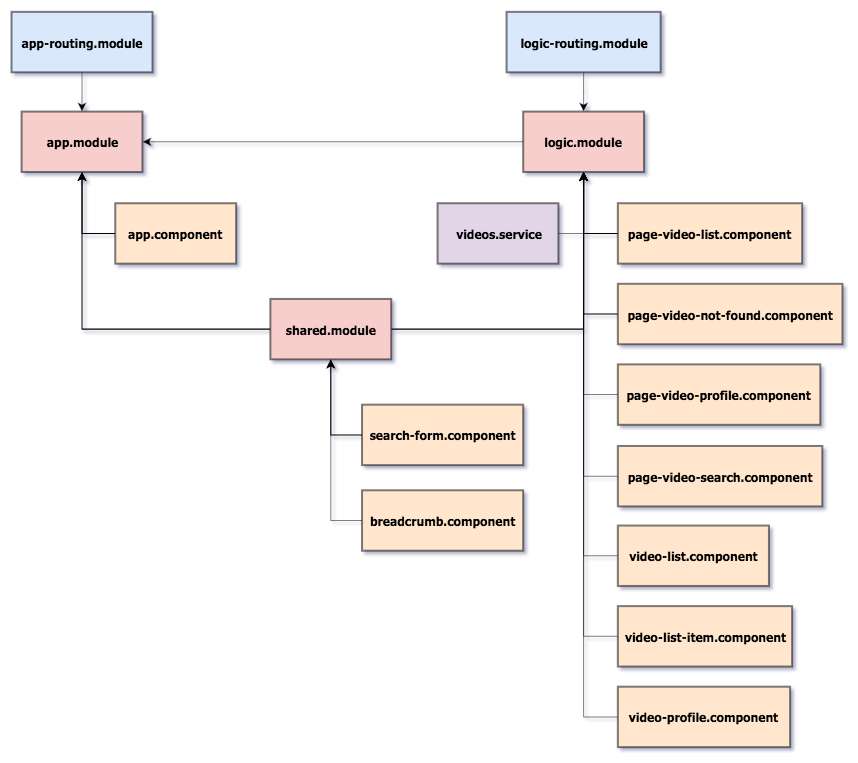 app-routing.module
logic-routing.module
app.module
logic.module
app.component
videos.service
page-video-list.component
page-video-not-found.component
shared.module
page-video-profile.component
search-form.component
page-video-search.component
breadcrumb.component
video-list.component
video-list-item.component
video-profile.component